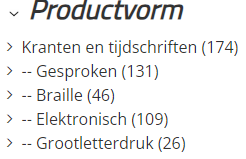 Productvorm
Kranten en tijdschriften (174)
-- Gesproken (131)
-- Braille (46)
-- Elektronisch (109)
-- Grootletterdruk (26)